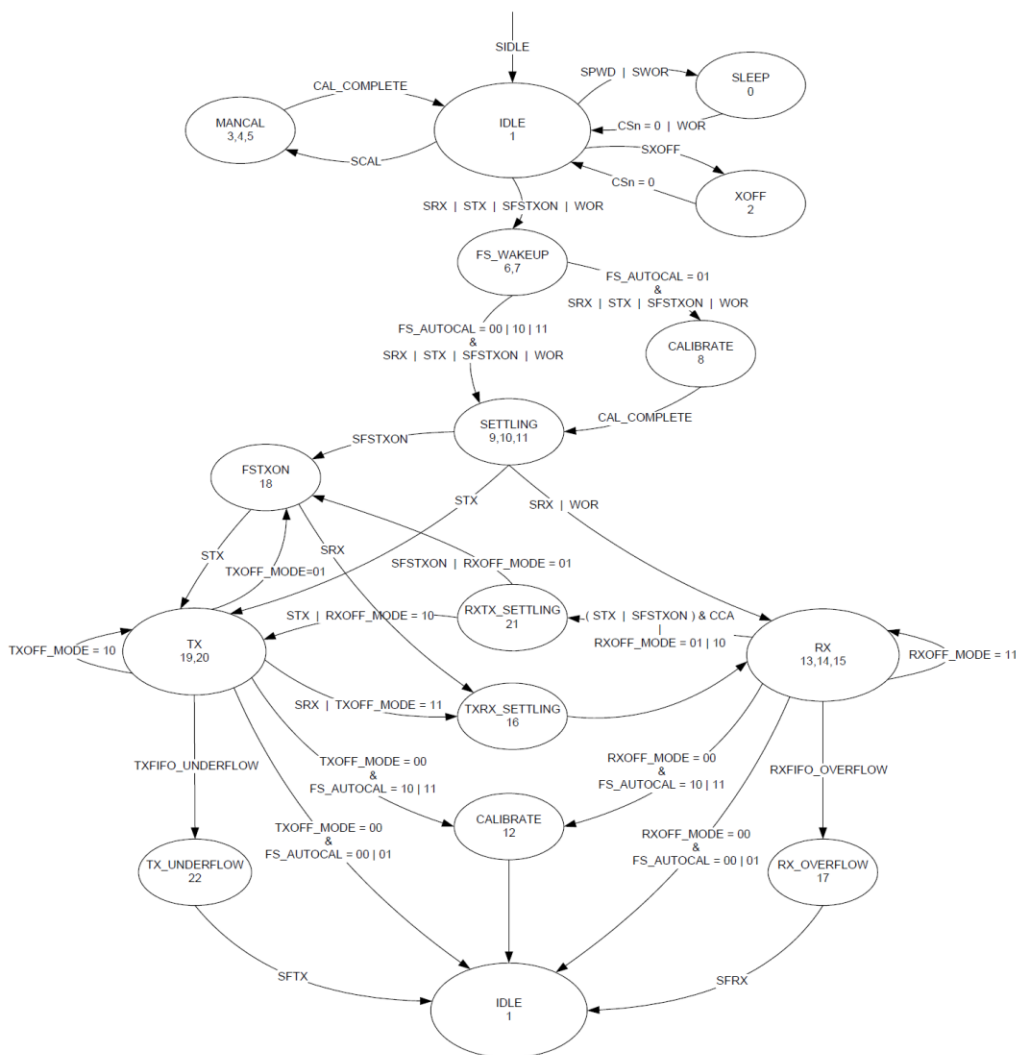 SIDLE
SPWD | SWOR
SLEEP
0
CAL_COMPLETE
MANCAL
3,4,5
IDLE
1
CSn = 0 | WOR
SCAL
SXOFF
CSn = 0
XOFF
2
SRX | STX | SFSTXON | WOR
FS_WAKEUP
6,7
FS_AUTOCAL = 01
&
SRX | STX | SFSTXON | WOR
FS_AUTOCAL = 00 | 10 | 11
&
SRX | STX | SFSTXON | WOR
CALIBRATE
8
SETTLING
9,10,11
CAL_COMPLETE
SFSTXON
FSTXON
18
STX
SRX | WOR
STX
SRX
TXOFF_MODE=01
SFSTXON | RXOFF_MODE = 01
RXTX_SETTLING
21
STX | RXOFF_MODE = 10
( STX | SFSTXON ) & CCA
|
RXOFF_MODE = 01 | 10
TXOFF_MODE = 10
TX
19,20
RX
13,14,15
RXOFF_MODE = 11
SRX | TXOFF_MODE = 11
TXRX_SETTLING
16
TXFIFO_UNDERFLOW
TXOFF_MODE = 00
&
FS_AUTOCAL = 10 | 11
RXOFF_MODE = 00
&
FS_AUTOCAL = 10 | 11
RXFIFO_OVERFLOW
CALIBRATE
12
TXOFF_MODE = 00
&
FS_AUTOCAL = 00 | 01
RXOFF_MODE = 00
&
FS_AUTOCAL = 00 | 01
TX_UNDERFLOW
22
RX_OVERFLOW
17
SFTX
SFRX
IDLE
1